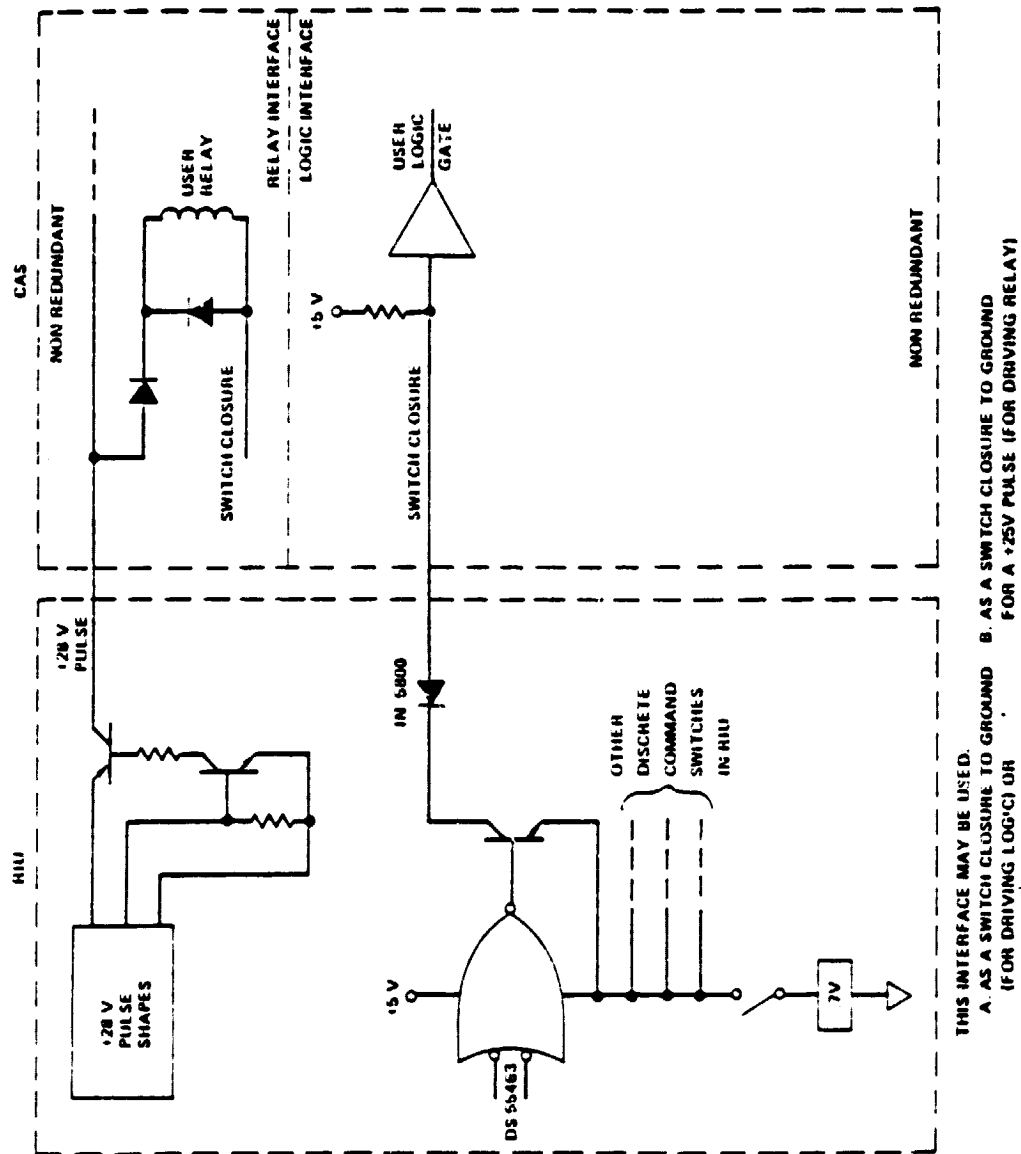 RIU
CAS
+28 V
PULSE
SHAPES
+28 V
PULSE
NON REDUNDANT
USER
RELAY
SWITCH CLOSURE
RELAY INTERFACE
LOGIC INTERFACE
+5 V
DS 55463
IN 5800
OTHER
DISCRETE
COMMAND
SWITCHES
IN RIU
+5 V
SWITCH CLOSURE
USER
LOGIC
GATE
NON REDUNDANT
THIS INTERFACE MAY BE USED.
A. AS A SWITCH CLOSURE TO GROUND
(FOR DRIVING LOGIC) OR
B. AS A SWITCH CLOSURE TO GROUND
FOR A +25V PULSE (FOR DRIVING RELAY)